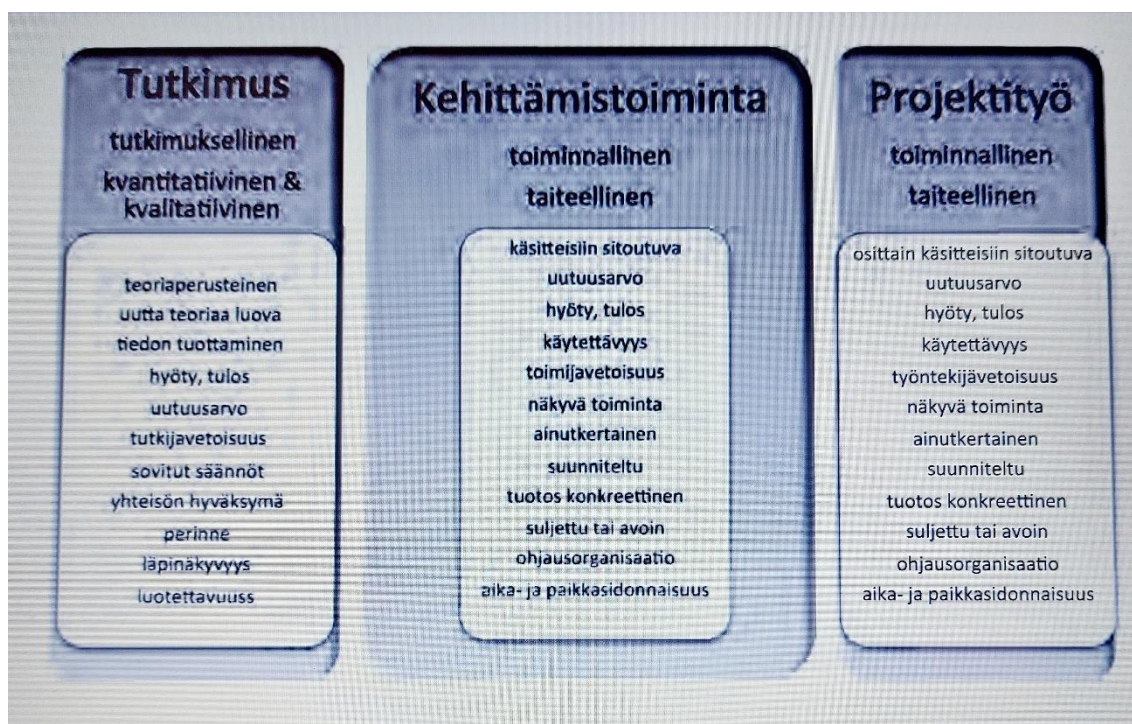 Tutkimus
tutkimuksellinen
kvantitatiivinen &
kvalitatiivinen
teoriaperusteinen
uutta teoriaa luova
tiedon tuottaminen
hyöty, tulos
uutuusarvo
tutkijavetoisuus
sovitut säännöt
yhteisön hyväksymä
perinne
läpinäkyvyys
luotettavuuss
Kehittämistoiminta
toiminnallinen
taiteellinen
käsitteisiin sitoutuva
uutuusarvo
hyöty, tulos
käytettävyys
toimijavetoisuus
näkyvä toiminta
ainutkertainen
suunniteltu
tuotos konkreettinen
suljettu tai avoin
ohjausorganisaatio
aika- ja paikkasidonnaisuus
Projektityö
toiminnallinen
taiteellinen
osittain käsitteisiin sitoutuva
uutuusarvo
hyöty, tulos
käytettävyys
työntekijävetoisuus
näkyvä toiminta
ainutkertainen
suunniteltu
tuotos konkreettinen
suljettu tai avoin
ohjausorganisaatio
aika- ja paikkasidonnaisuus